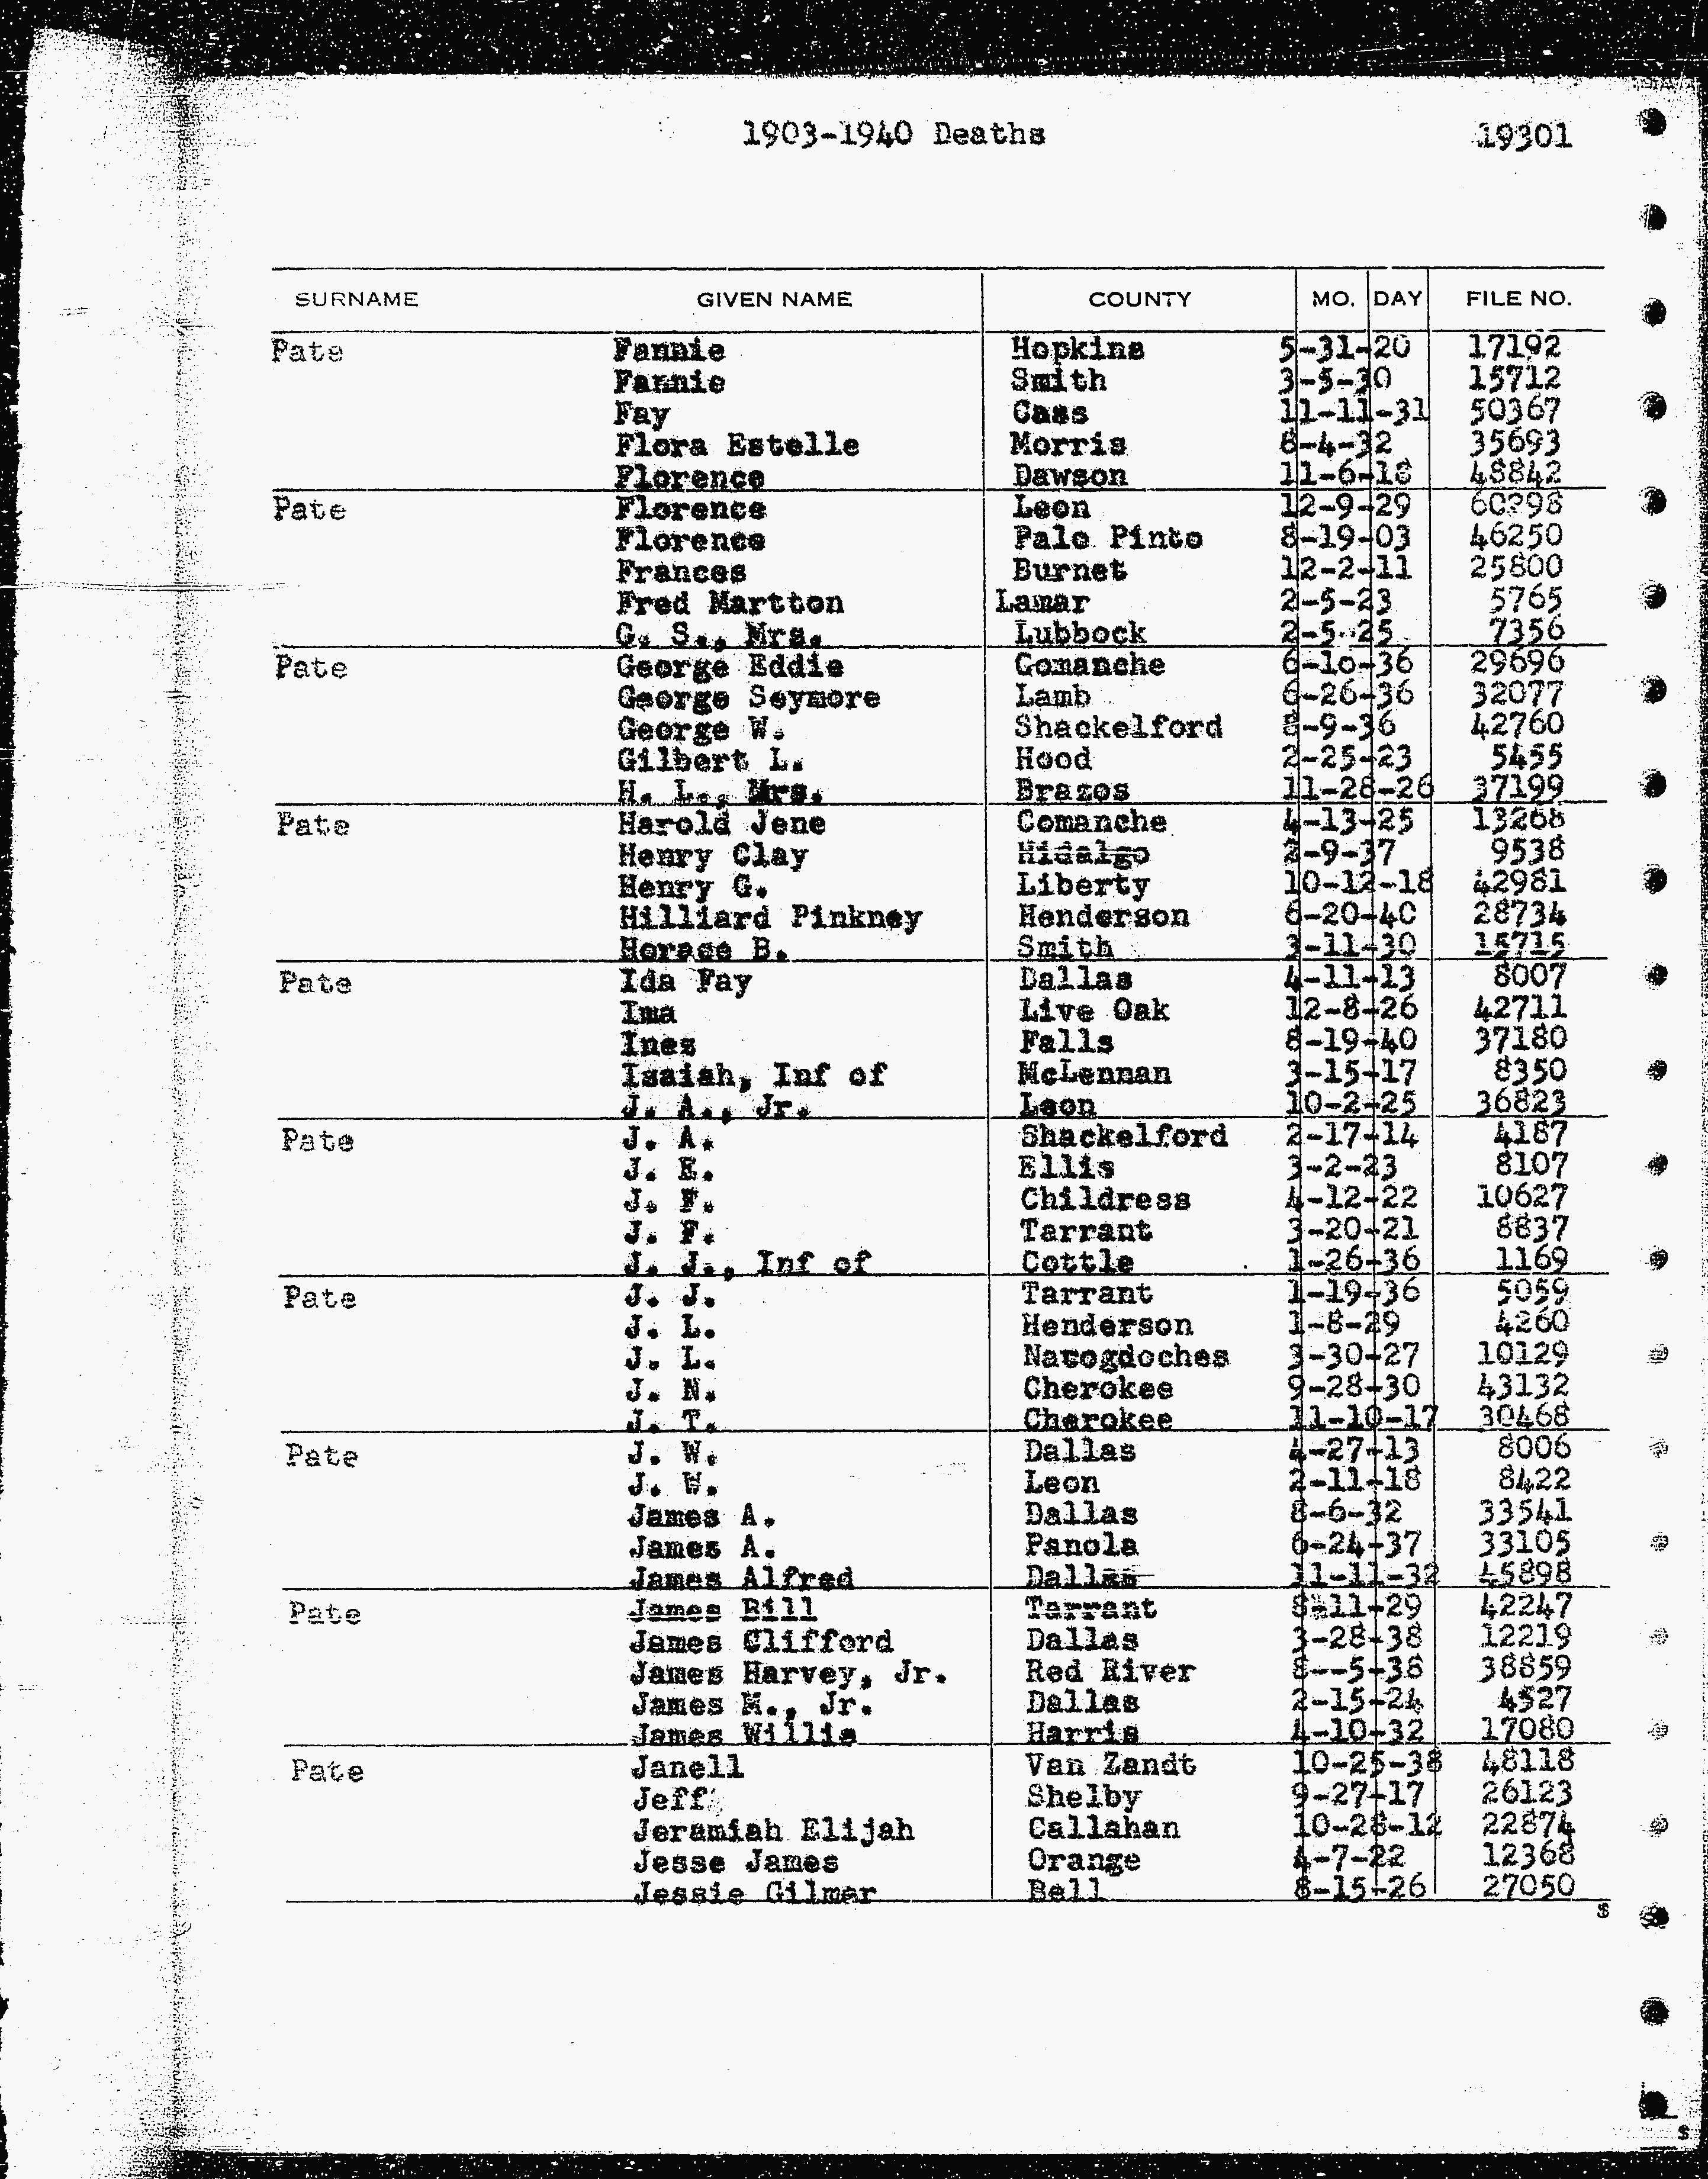 1903-1940 Deaths 19301
SURNAME GIVEN NAME COUNTY MO. DAY FILE NO.
Pate Fannie Hopkins 5-31-20 17192
Fannie Smith 3-5-30 15712
Fay Cass 11-11-31 50367
Flora Estelle Morris 8-4-32 35693
Florence Dawson 11-6-18 48842
Pate Florence Leon 12-9-29 60298
Florence Palo Pinto 8-19-03 46250
Frances Burnet 12-2-11 25800
Fred Martton Lamar 2-5-23 5765
G. S., Mrs. Lubbock 2-5-25 7356
Pate George Eddie Comanche 6-10-36 29696
George Seymore Lamb 6-26-36 32077
George W. Shackelford 8-9-36 42760
Gilbert L. Hood 2-25-23 5455
H. L., Mrs. Brazos 11-28-26 37199
Pate Harold Jene Comanche 4-13-25 13268
Henry Clay Hidalgo 2-9-37 9538
Henry G. Liberty 10-12-18 42981
Hilliard Pinkney Henderson 6-20-40 28734
Horace B. Smith 3-11-30 15715
Pate Ida Fay Dallas 4-11-13 8007
Ima Live Oak 12-8-26 42711
Inez Falls 8-19-40 37180
Isaiah, Inf of McLennan 3-15-17 8350
J. A., Jr. Leon 10-2-25 36823
Pate J. A. Shackelford 2-17-14 4187
J. E. Ellis 3-2-23 8107
J. F. Childress 4-12-22 10627
J. F. Tarrant 3-20-21 8837
J. J., Inf of Cottle 1-26-36 1169
Pate J. J. Tarrant 1-19-36 5059
J. L. Henderson 1-8-29 4260
J. L. Nacogdoches 3-30-27 10129
J. N. Cherokee 9-28-30 43132
J. T. Cherokee 11-10-17 30468
Pate J. W. Dallas 4-27-13 8006
J. W. Leon 2-11-18 8422
James A. Dallas 8-6-32 33541
James A. Panola 6-24-37 33105
James Alfred Dallas 11-11-32 45898
Pate James Bill Tarrant 8-11-29 42247
James Clifford Dallas 3-28-38 12219
James Harvey, Jr. Red River 8--5-38 38859
James M., Jr. Dallas 2-15-24 4527
James Willis Harris 4-10-32 17080
Pate Janell Van Zandt 10-25-38 48118
Jeff Shelby 9-27-17 26123
Jeramiah Elijah Callahan 10-28-12 22874
Jesse James Orange 4-7-22 12368
Jessie Gilmer Bell 8-15-26 27050
$
$